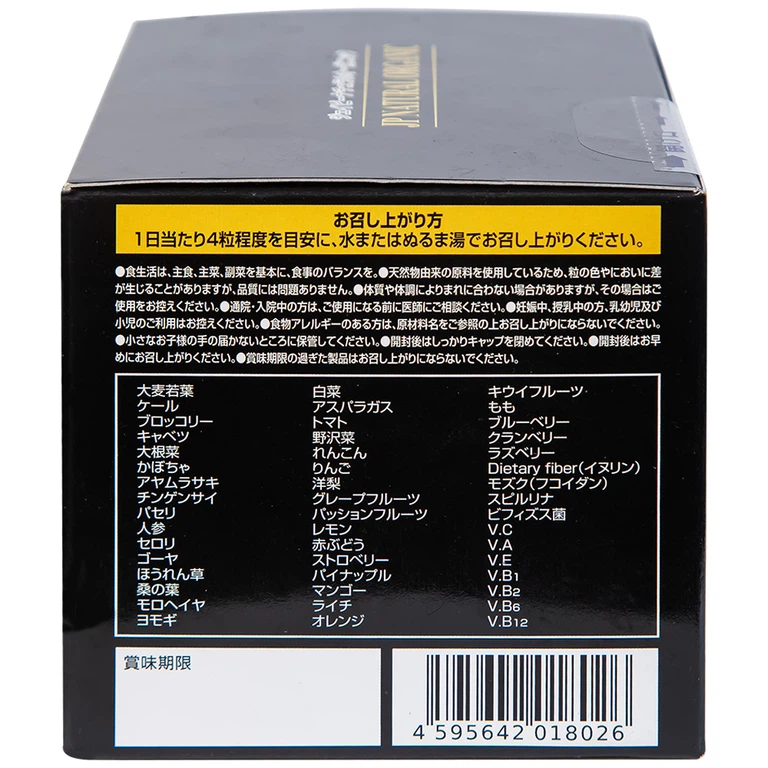 ジェイピーナチュラルオーガニック
JP NATURAL ORGANIC
お召し上がり方
1日当たり4粒程度を目安に、水またはぬるま湯でお召し上がりください。
●食生活は、主食、主菜、副菜を基本に、食事のバランスを。●天然物由来の原料を使用しているため、粒の色やにおいに差
が生じることがありますが、品質には問題ありません。●体質や体調によりまれに合わない場合がありますが、その場合はご
使用をお控えください。●通院・入院中の方は、ご使用になる前に医師にご相談ください。●妊娠中、授乳中の方、乳幼児及び
小児のご利用はお控えください。●食物アレルギーのある方は、原材料名をご参照の上お召し上がりにならないでください。
●小さなお子様の手の届かないところに保管してください。●開封後はしっかりキャップを閉めてください。●開封後はお早
めにお召し上がりください。●賞味期限の過ぎた製品はお召し上がりにならないでください。
大麦若葉 白菜 キウイフルーツ
ケール アスパラガス もも
ブロッコリー トマト ブルーベリー
キャベツ 野沢菜 クランベリー
大根菜 れんこん ラズベリー
かぼちゃ りんご Dietary fiber(イヌリン)
アヤムラサキ 洋梨 モズク(フコイダン)
チンゲンサイ グレープフルーツ スピルリナ
パセリ パッションフルーツ ビフィズス菌
人参 レモン V.C
セロリ 赤ぶどう V.A
ゴーヤ ストロベリー V.E
ほうれん草 パイナップル V.B1
桑の葉 マンゴー V.B2
モロヘイヤ ライチ V.B6
ヨモギ オレンジ V.B12
賞味期限
4 595642 018026